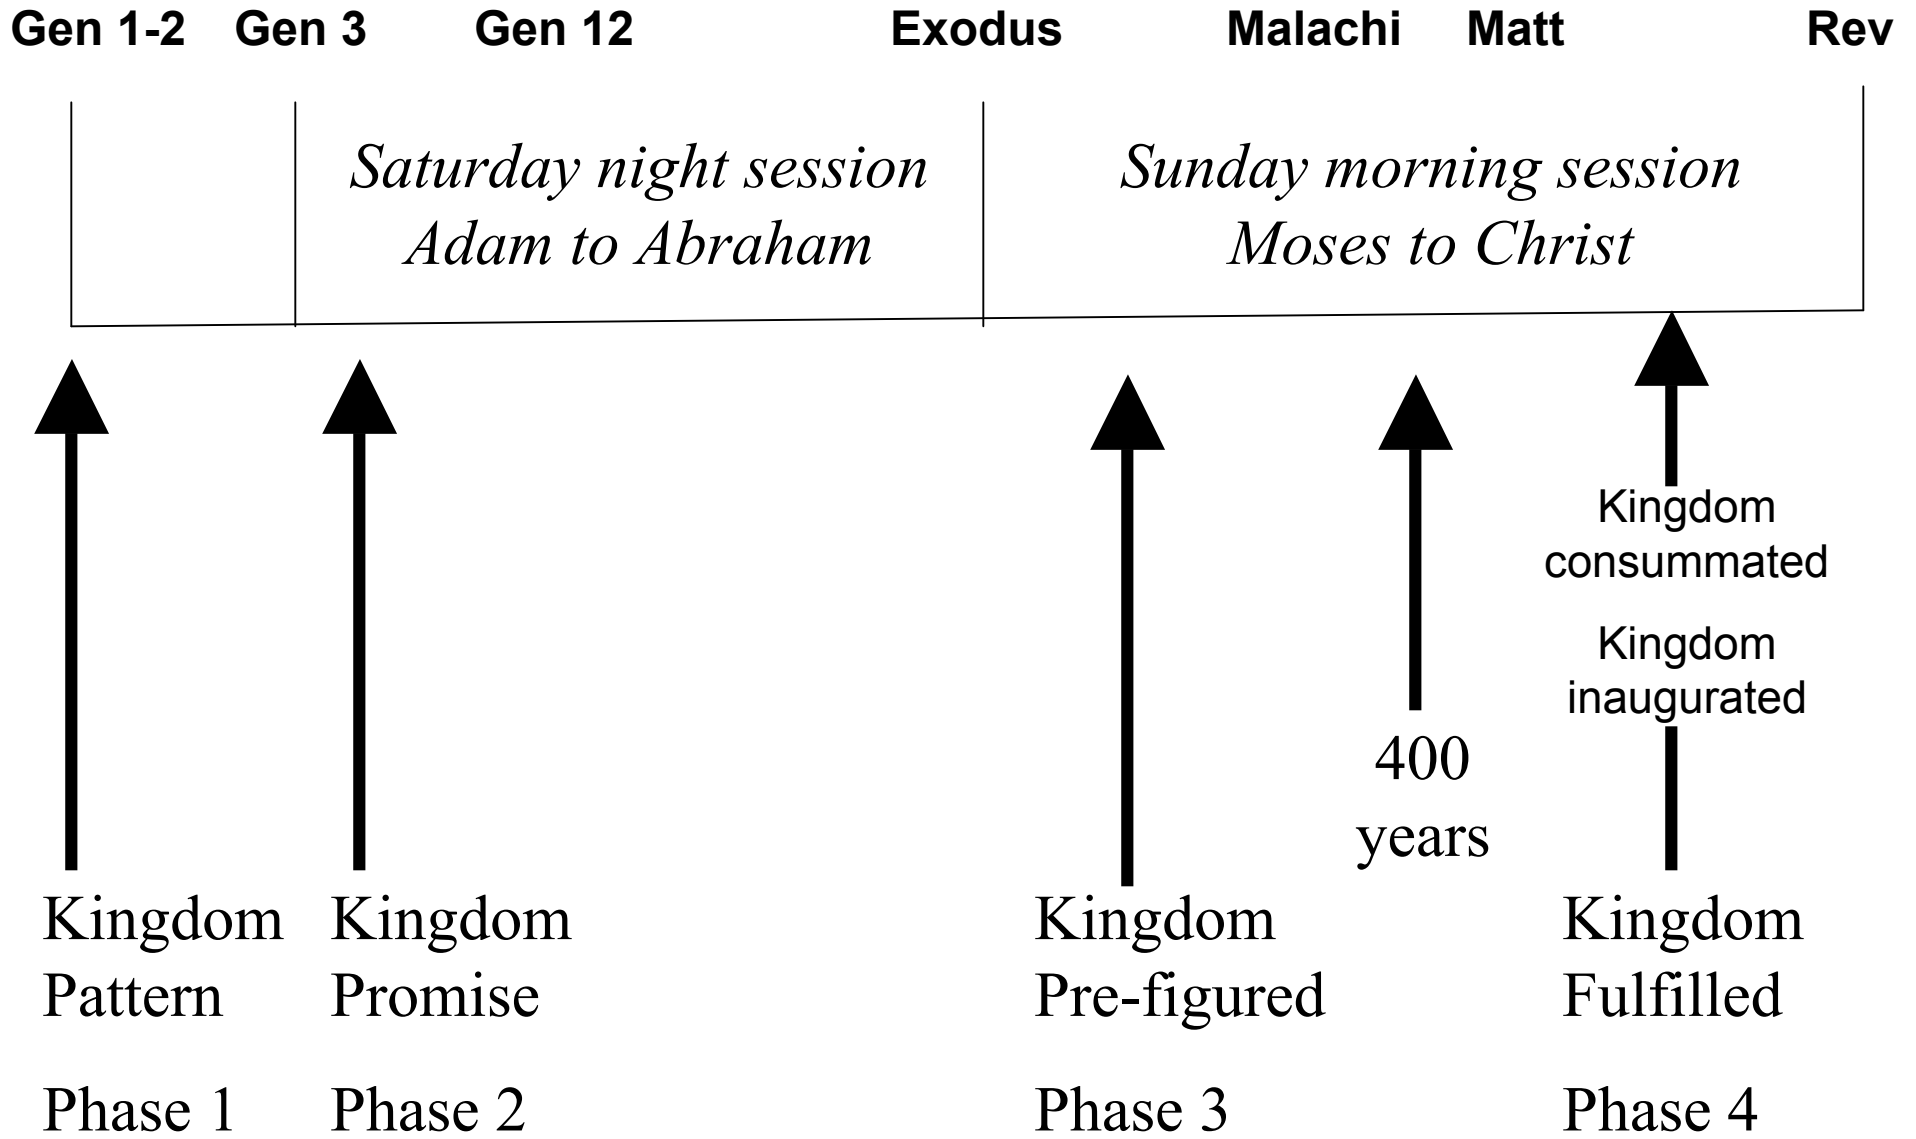 Gen 1-2 Gen 3 Gen 12 Exodus Malachi Matt Rev
Saturday night session
Adam to Abraham
Sunday morning session
Moses to Christ
Kingdom
consummated
Kingdom
inaugurated
400
years
Kingdom
Pattern
Phase 1
Kingdom
Promise
Phase 2
Kingdom
Pre-figured
Phase 3
Kingdom
Fulfilled
Phase 4